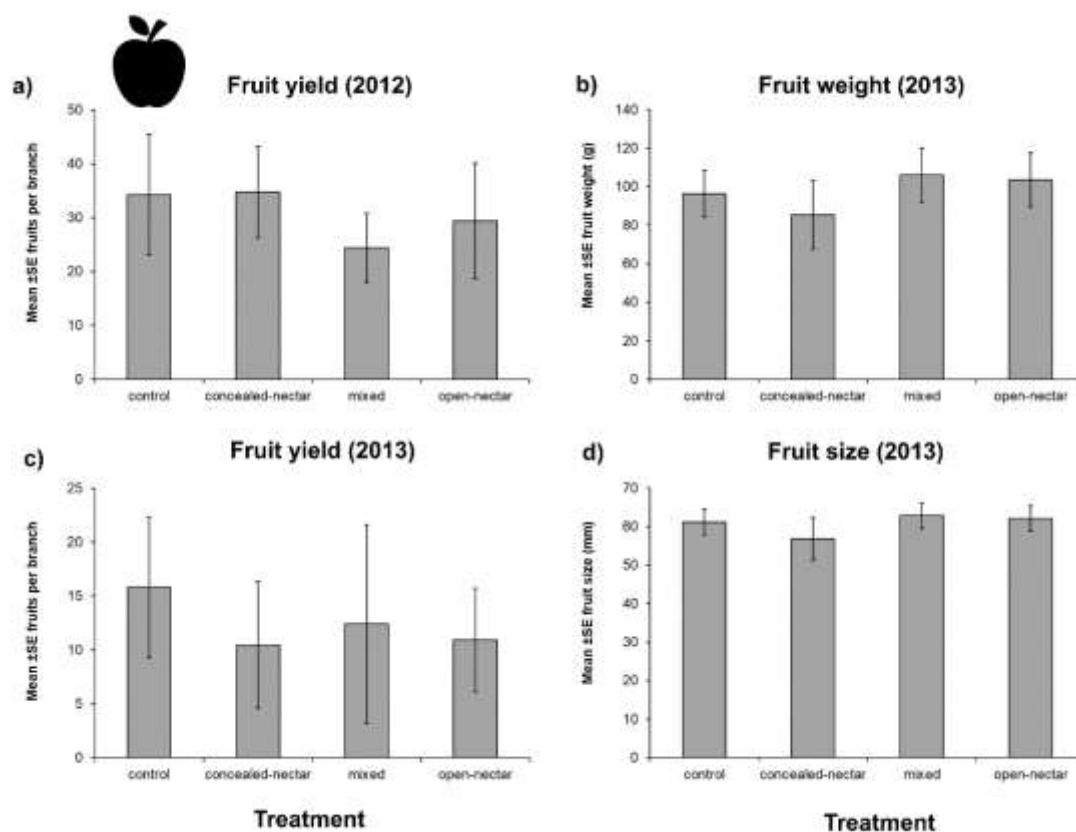 a)
Fruit yield (2012)
Mean ±SE fruits per branch
50
40
30
20
10
0
control concealed-nectar mixed open-nectar
b)
Fruit weight (2013)
Mean ±SE fruit weight (g)
140
120
100
80
60
40
20
0
control concealed-nectar mixed open-nectar
c)
Fruit yield (2013)
Mean ±SE fruits per branch
25
20
15
10
5
0
control concealed-nectar mixed open-nectar
Treatment
d)
Fruit size (2013)
Mean ±SE fruit size (mm)
70
60
50
40
30
20
10
0
control concealed-nectar mixed open-nectar
Treatment